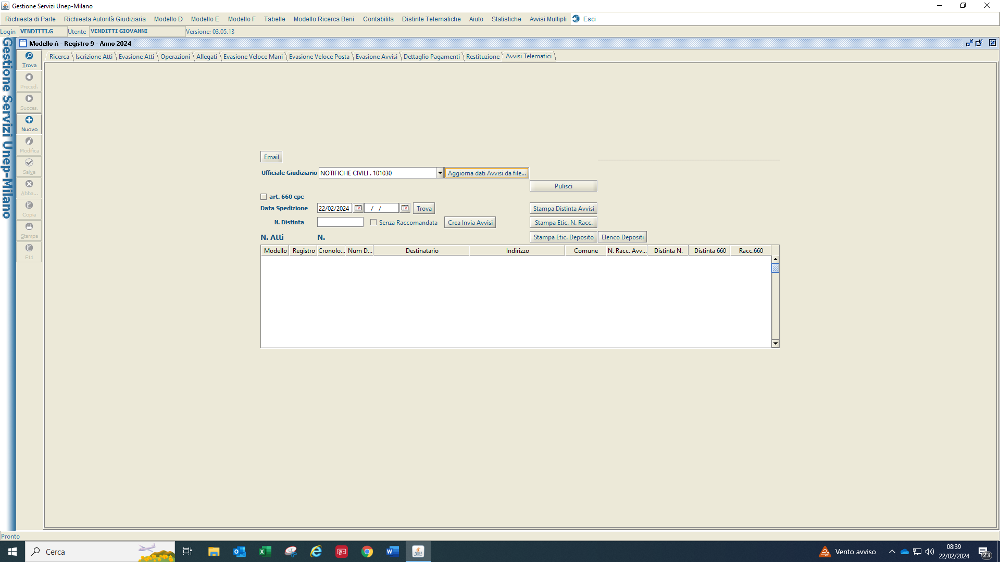 Gestione Servizi Unep-Milano
Richiesta di Parte Richiesta Autorità Giudiziaria Modello D Modello E Modello F Tabelle Modello Ricerca Beni Contabilita Distinte Telematiche Aiuto Statistiche Avvisi Multipli Esci
Login VENDITTI.G Utente VENDITTI GIOVANNI Versione: 03.05.13
Gestione Servizi Unep-Milano
Modello A - Registro 9 - Anno 2024
Ricerca Iscrizione Atti Evasione Atti Operazioni Allegati Evasione Veloce Mani Evasione Veloce Posta Evasione Avvisi Dettaglio Pagamenti Restituzione Avvisi Telematici
Trova
Preced.
Succes.
Nuovo
Modifica
Salva
Abba...
Copia
Stampa
F11
Email
Ufficiale Giudiziario NOTIFICHE CIVILI . 101030 Aggiorna dati Avvisi da file...
Pulisci
art. 660 cpc
Data Spedizione 22/02/2024 / / Trova Stampa Distinta Avvisi
N. Distinta Senza Raccomandata Crea Invia Avvisi Stampa Etic. N. Racc.
N. Atti N. Stampa Etic. Deposito Elenco Depositi
Modello Registro Cronolo... Num D... Destinatario Indirizzo Comune N. Racc. Avv... Distinta N. Distinta 660 Racc.660
Pronto
Cerca
Vento avviso
08:39
22/02/2024
23